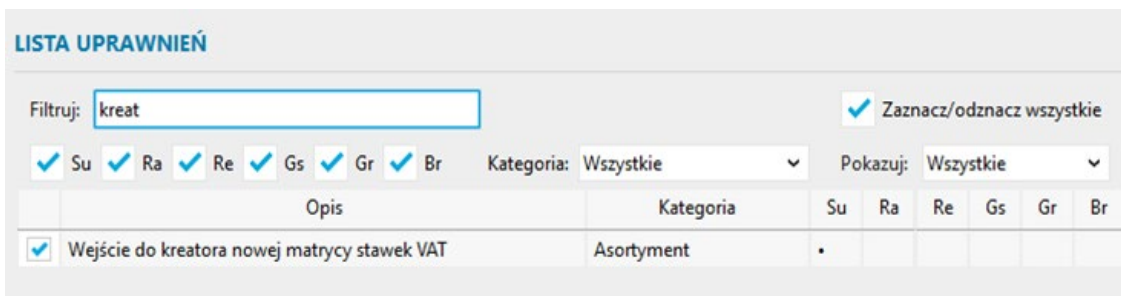 LISTA UPRAWNIEŃ
Filtruj: kreat Zaznacz/odznacz wszystkie
Su Ra Re Gs Gr Br Kategoria: Wszystkie Pokazuj: Wszystkie
Opis Kategoria Su Ra Re Gs Gr Br
Wejście do kreatora nowej matrycy stawek VAT Asortyment •